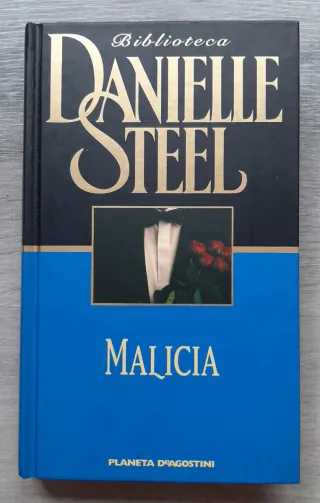 Biblioteca
DANIELLE
STEEL
MALICIA
PLANETA DEAGOSTINI